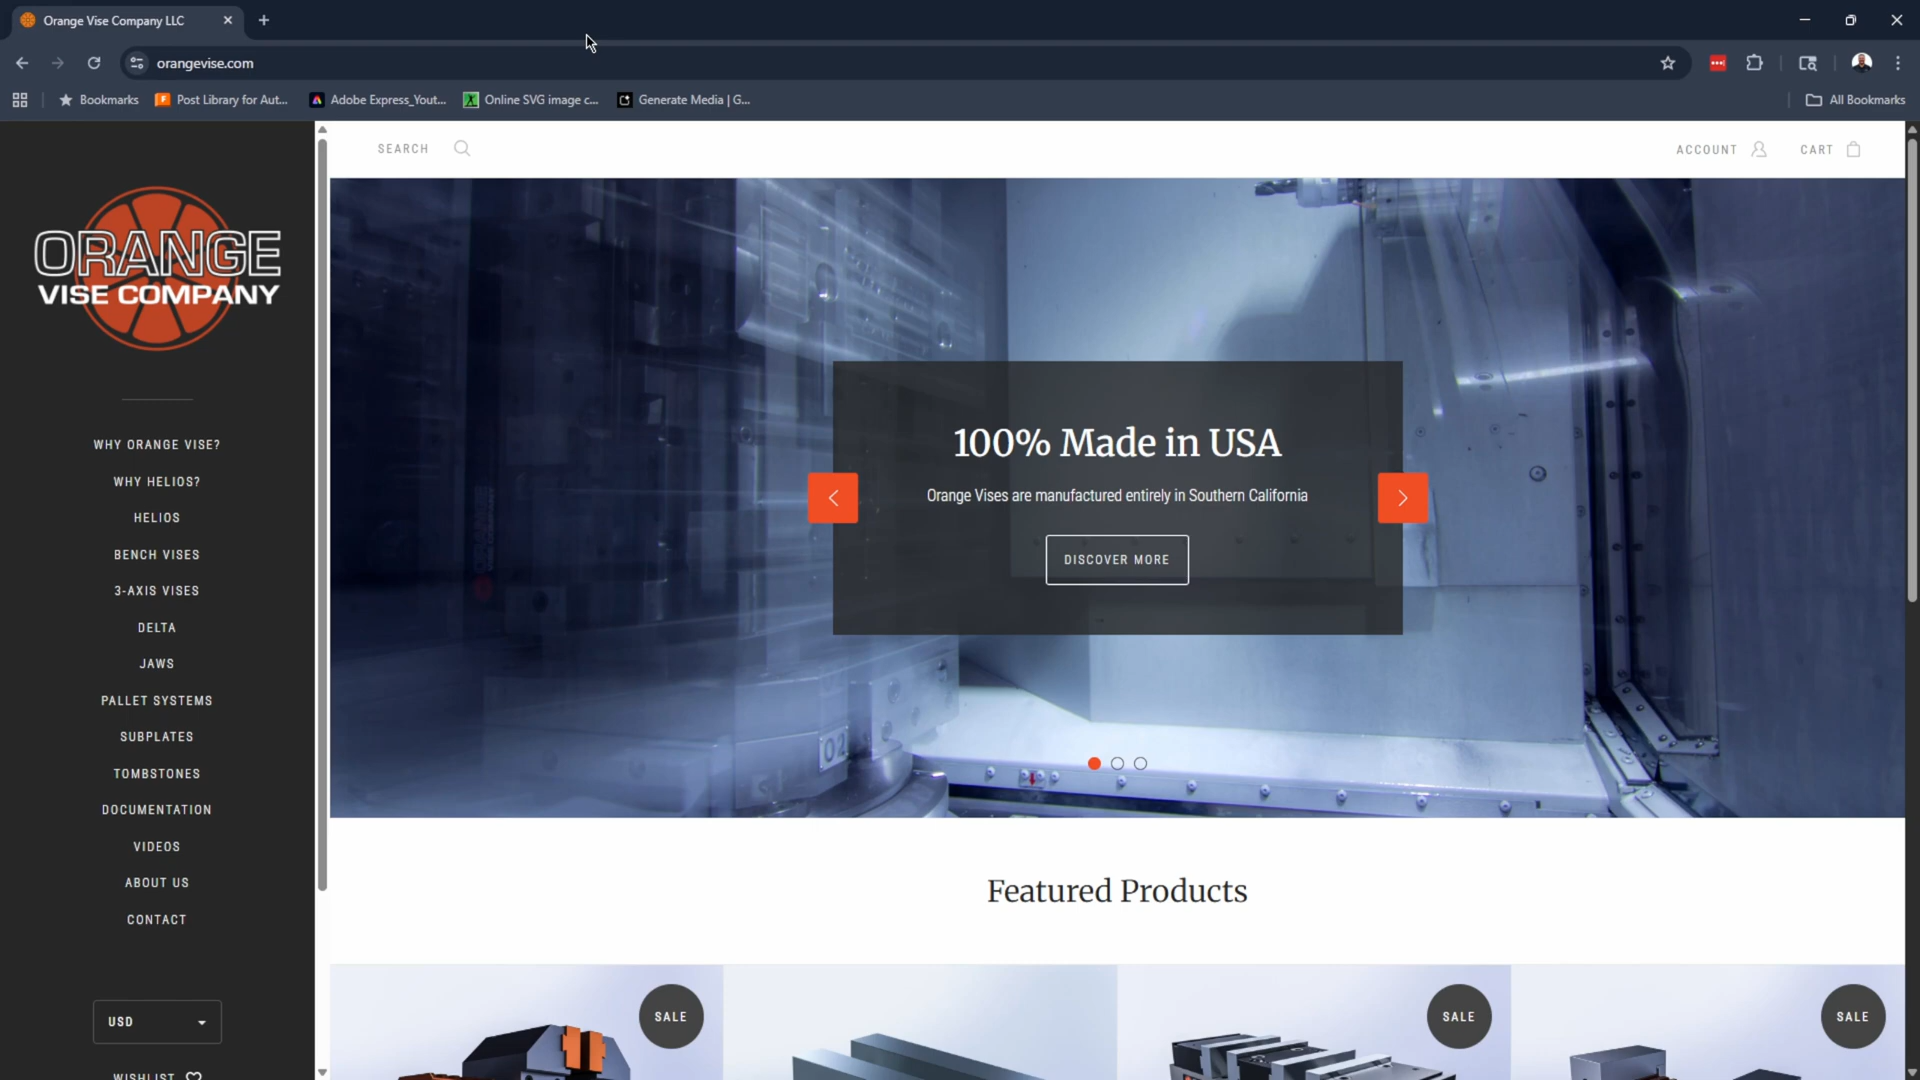 Orange Vise Company LLC
orangevise.com
Bookmarks
Post Library for Aut...
Adobe Express_Yout...
Online SVG image c...
Generate Media | G...
All Bookmarks
SEARCH
ACCOUNT
CART
ORANGE
VISE COMPANY
WHY ORANGE VISE?
WHY HELIOS?
HELIOS
BENCH VISES
3-AXIS VISES
DELTA
JAWS
PALLET SYSTEMS
SUBPLATES
TOMBSTONES
DOCUMENTATION
VIDEOS
ABOUT US
CONTACT
USD
WISHLIST
100% Made in USA
Orange Vises are manufactured entirely in Southern California
DISCOVER MORE
02
Featured Products
SALE
SALE
SALE